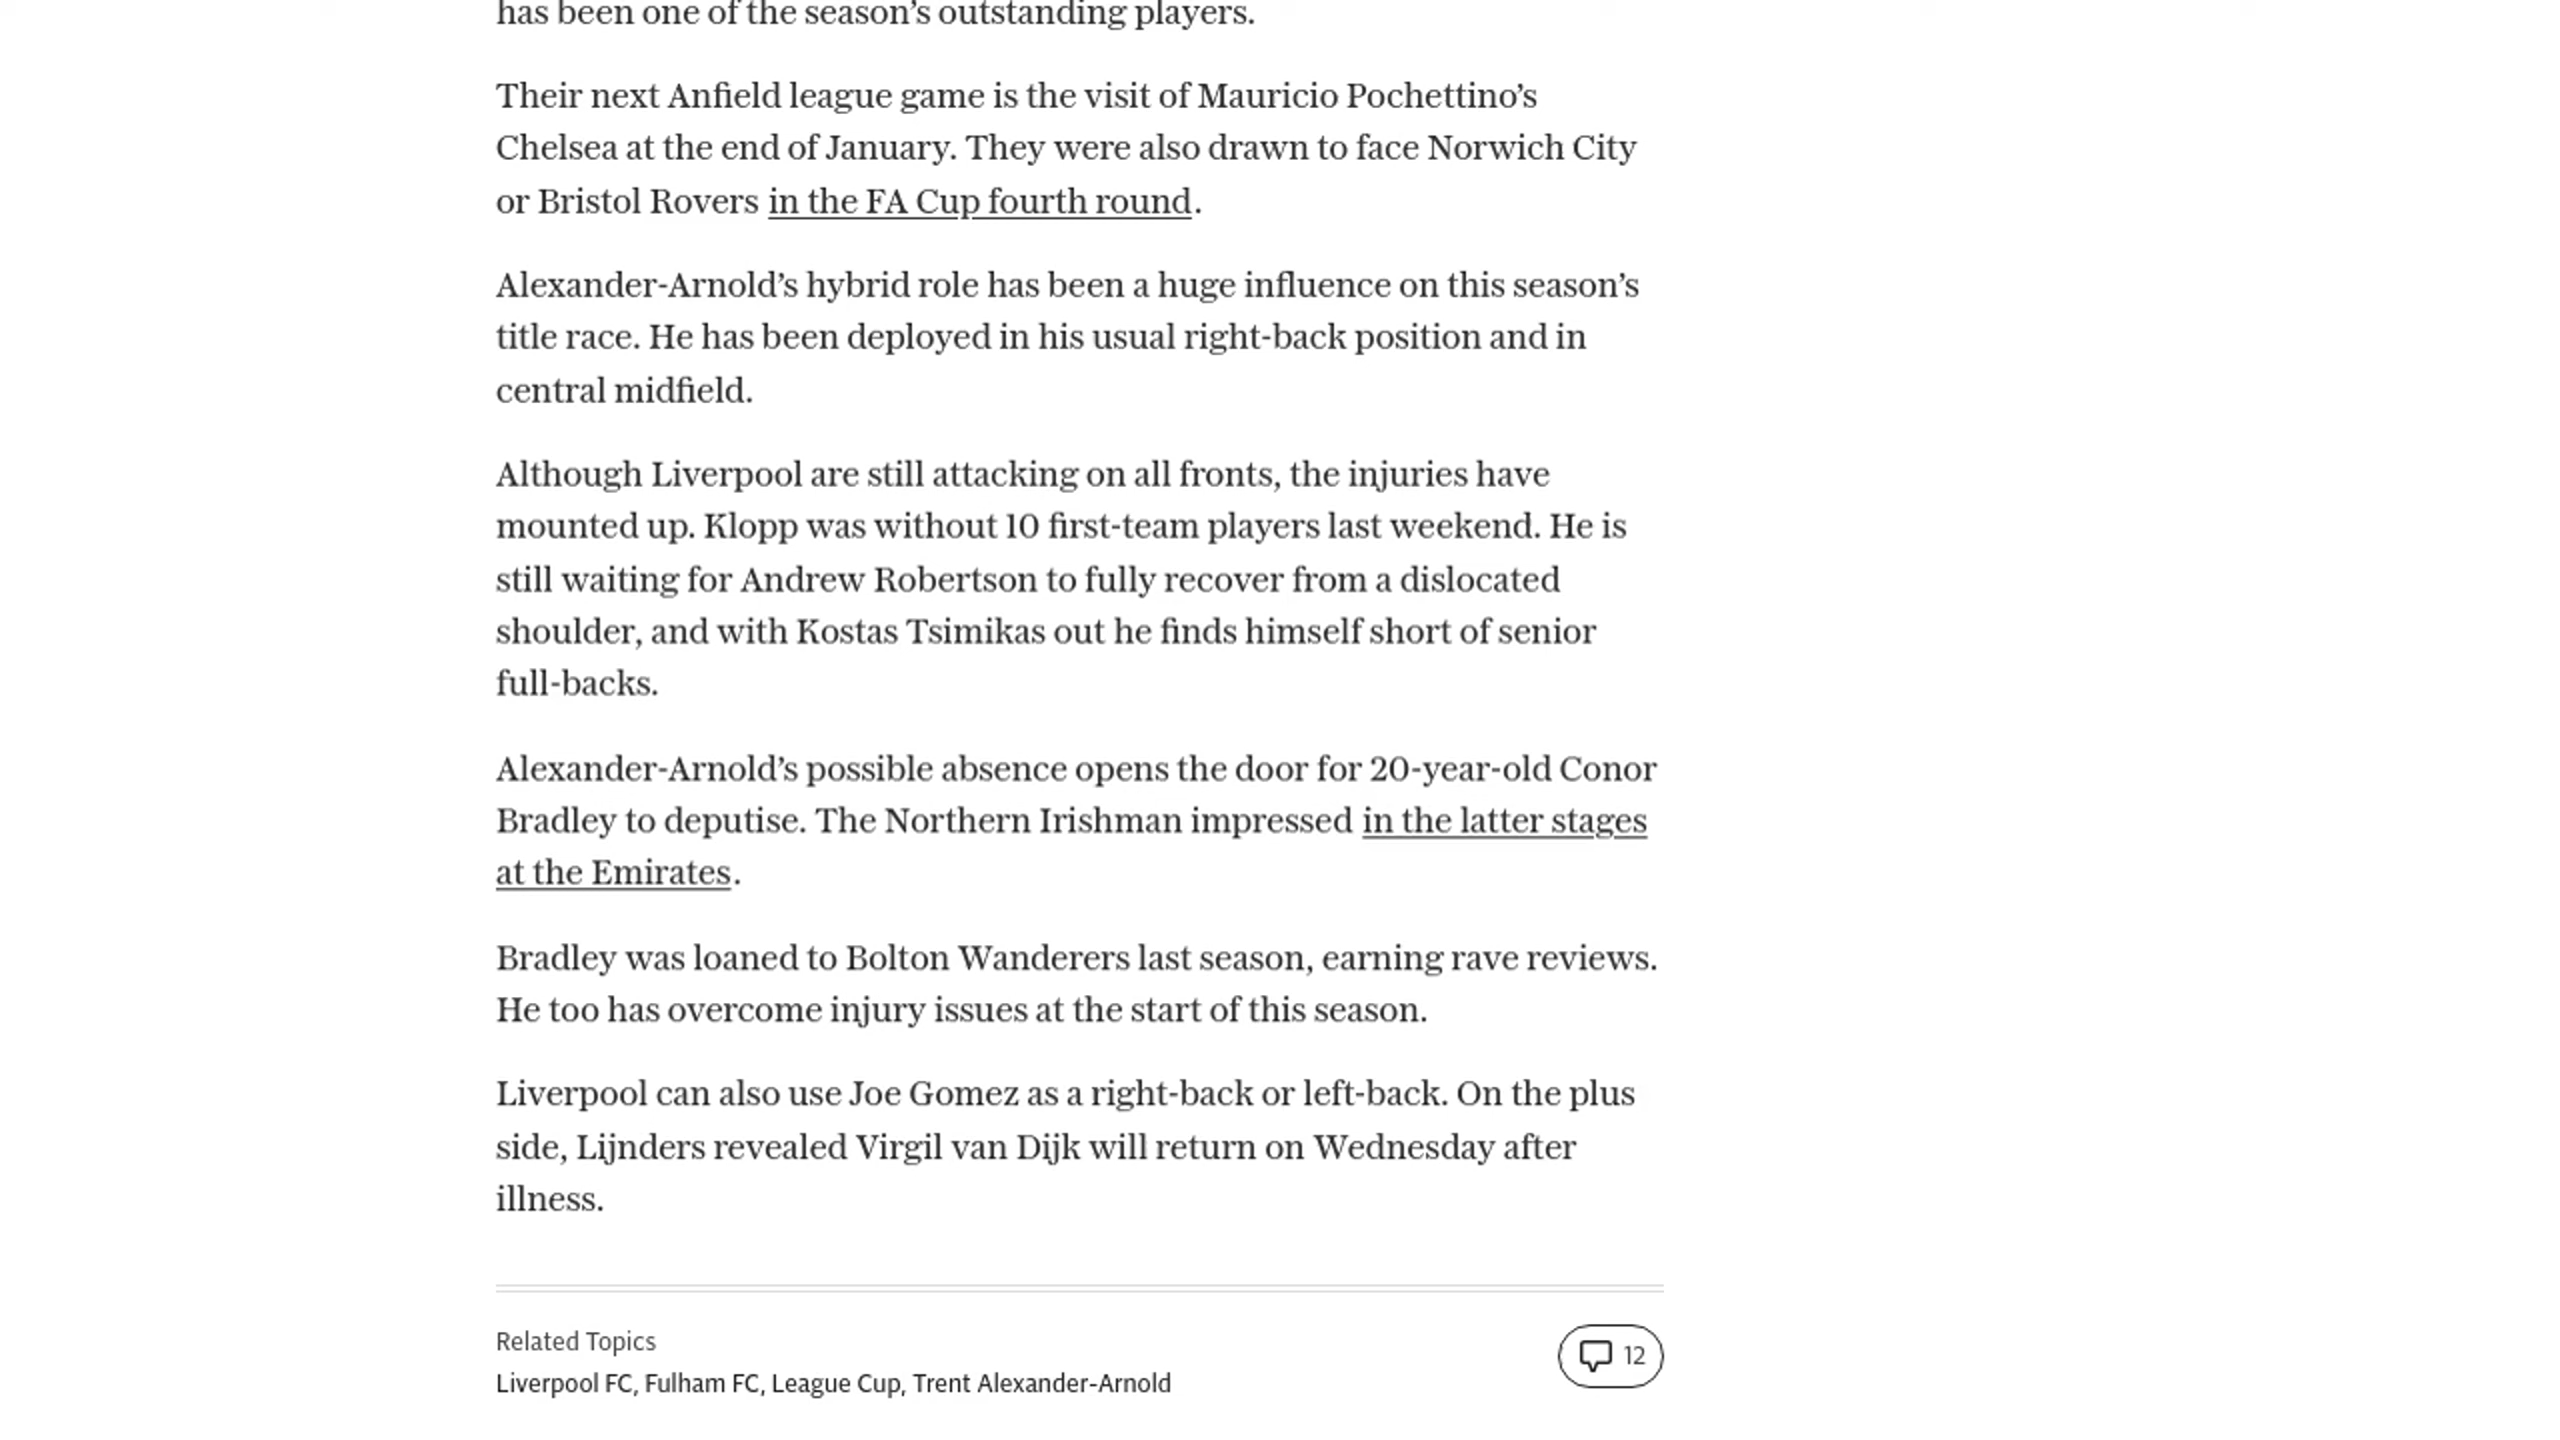 has been one of the season’s outstanding players.
Their next Anfield league game is the visit of Mauricio Pochettino’s
Chelsea at the end of January. They were also drawn to face Norwich City
or Bristol Rovers in the FA Cup fourth round.
Alexander-Arnold’s hybrid role has been a huge influence on this season’s
title race. He has been deployed in his usual right-back position and in
central midfield.
Although Liverpool are still attacking on all fronts, the injuries have
mounted up. Klopp was without 10 first-team players last weekend. He is
still waiting for Andrew Robertson to fully recover from a dislocated
shoulder, and with Kostas Tsimikas out he finds himself short of senior
full-backs.
Alexander-Arnold’s possible absence opens the door for 20-year-old Conor
Bradley to deputise. The Northern Irishman impressed in the latter stages
at the Emirates.
Bradley was loaned to Bolton Wanderers last season, earning rave reviews.
He too has overcome injury issues at the start of this season.
Liverpool can also use Joe Gomez as a right-back or left-back. On the plus
side, Lijnders revealed Virgil van Dijk will return on Wednesday after
illness.
Related Topics
12
Liverpool FC, Fulham FC, League Cup, Trent Alexander-Arnold